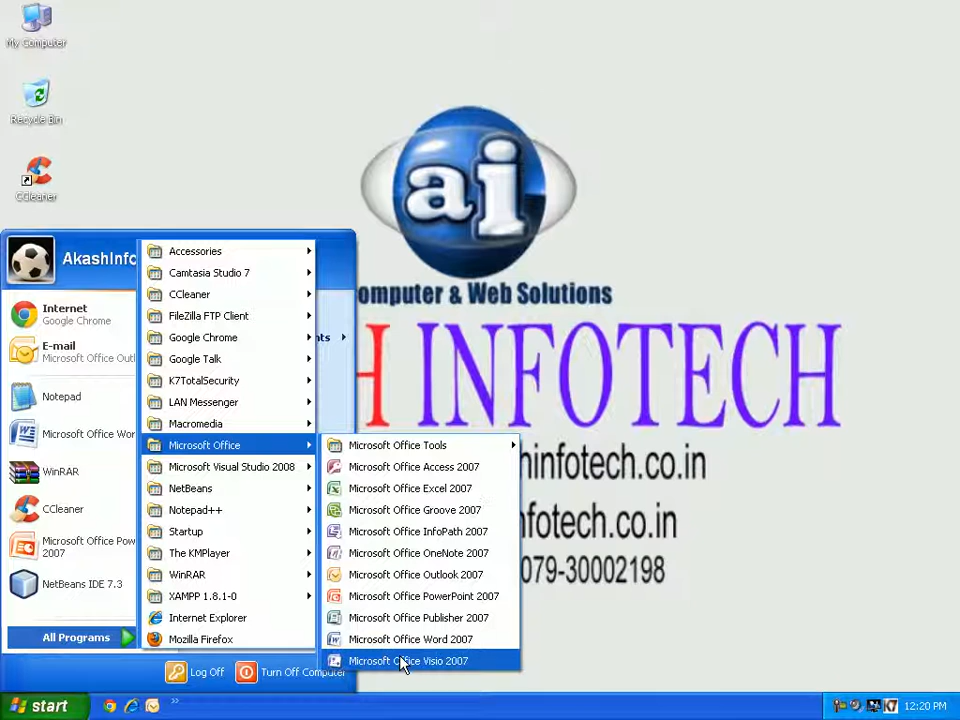 My Computer
Recycle Bin
CCleaner
ai
omputer & Web Solutions
H INFOTECH
hinfotech.co.in
nfotech.co.in
079-30002198
AkashInfo
Internet
Google Chrome
E-mail
Microsoft Office Outl
Notepad
Microsoft Office Wor
WinRAR
CCleaner
Microsoft Office Pow
2007
NetBeans IDE 7.3
All Programs
nts
Accessories
Camtasia Studio 7
CCleaner
FileZilla FTP Client
Google Chrome
Google Talk
K7TotalSecurity
LAN Messenger
Macromedia
Microsoft Office
Microsoft Visual Studio 2008
NetBeans
Notepad++
Startup
The KMPlayer
WinRAR
XAMPP 1.8.1-0
Internet Explorer
Mozilla Firefox
Microsoft Office Tools
Microsoft Office Access 2007
Microsoft Office Excel 2007
Microsoft Office Groove 2007
Microsoft Office InfoPath 2007
Microsoft Office OneNote 2007
Microsoft Office Outlook 2007
Microsoft Office PowerPoint 2007
Microsoft Office Publisher 2007
Microsoft Office Word 2007
Microsoft Office Visio 2007
Log Off
Turn Off Computer
start
K7
12:20 PM